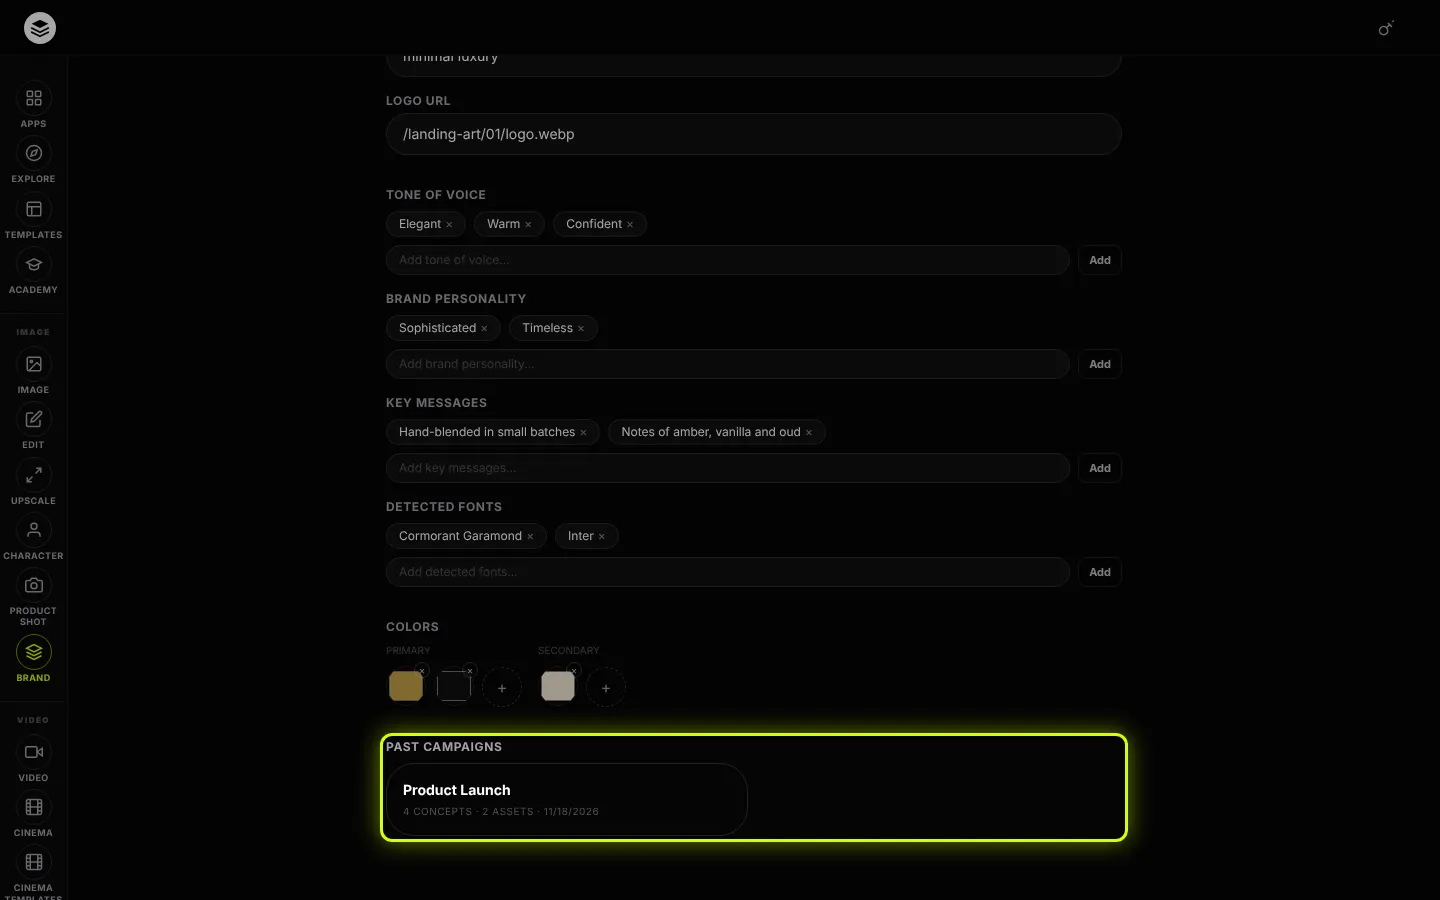 minimal luxury
LOGO URL
/landing-art/01/logo.webp
TONE OF VOICE
Elegant × Warm × Confident ×
Add tone of voice... Add
BRAND PERSONALITY
Sophisticated × Timeless ×
Add brand personality... Add
KEY MESSAGES
Hand-blended in small batches × Notes of amber, vanilla and oud ×
Add key messages... Add
DETECTED FONTS
Cormorant Garamond × Inter ×
Add detected fonts... Add
COLORS
PRIMARY SECONDARY
× × + × +
PAST CAMPAIGNS
Product Launch
4 CONCEPTS · 2 ASSETS · 11/18/2026
APPS
EXPLORE
TEMPLATES
ACADEMY
IMAGE
IMAGE
EDIT
UPSCALE
CHARACTER
PRODUCT
SHOT
BRAND
VIDEO
VIDEO
CINEMA
CINEMA
TEMPLATES